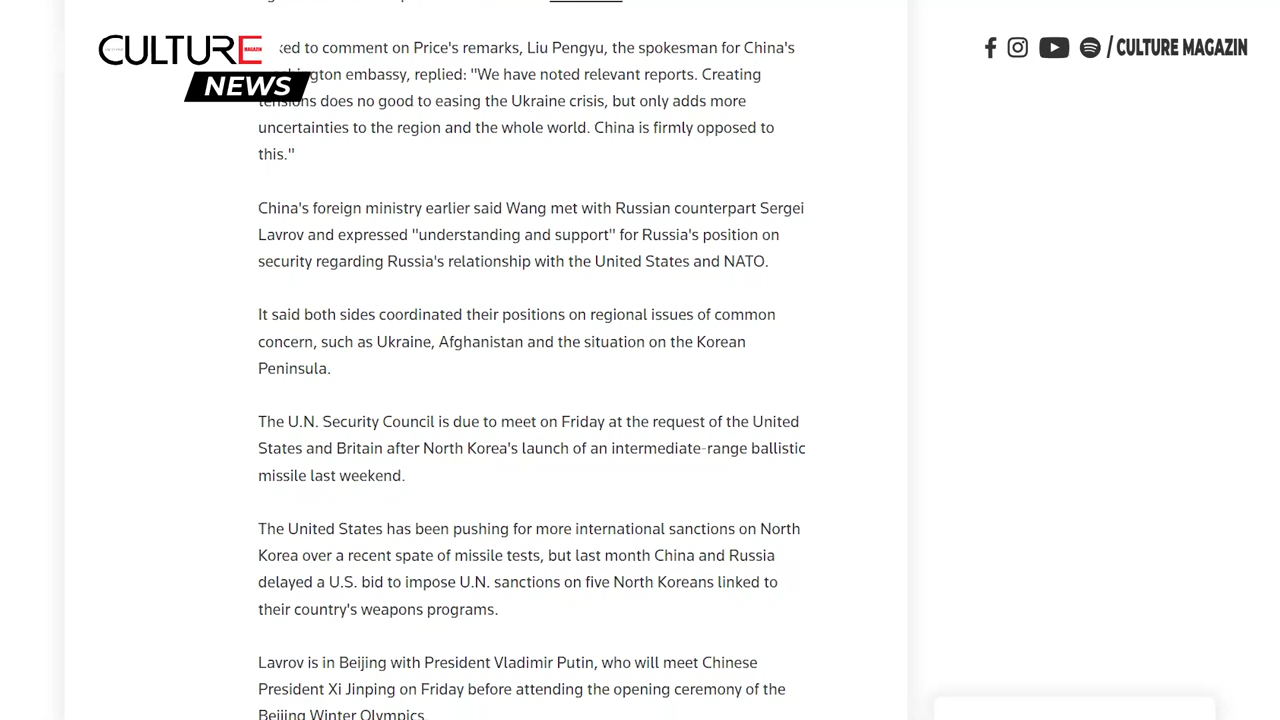 CULTURE
MAGAZIN
NEWS
/ CULTURE MAGAZIN
to comment on Price's remarks, Liu Pengyu, the spokesman for China's
embassy, replied: "We have noted relevant reports. Creating
tensions does no good to easing the Ukraine crisis, but only adds more
uncertainties to the region and the whole world. China is firmly opposed to
this."
China's foreign ministry earlier said Wang met with Russian counterpart Sergei
Lavrov and expressed "understanding and support" for Russia's position on
security regarding Russia's relationship with the United States and NATO.
It said both sides coordinated their positions on regional issues of common
concern, such as Ukraine, Afghanistan and the situation on the Korean
Peninsula.
The U.N. Security Council is due to meet on Friday at the request of the United
States and Britain after North Korea's launch of an intermediate-range ballistic
missile last weekend.
The United States has been pushing for more international sanctions on North
Korea over a recent spate of missile tests, but last month China and Russia
delayed a U.S. bid to impose U.N. sanctions on five North Koreans linked to
their country's weapons programs.
Lavrov is in Beijing with President Vladimir Putin, who will meet Chinese
President Xi Jinping on Friday before attending the opening ceremony of the
Beijing Winter Olympics.